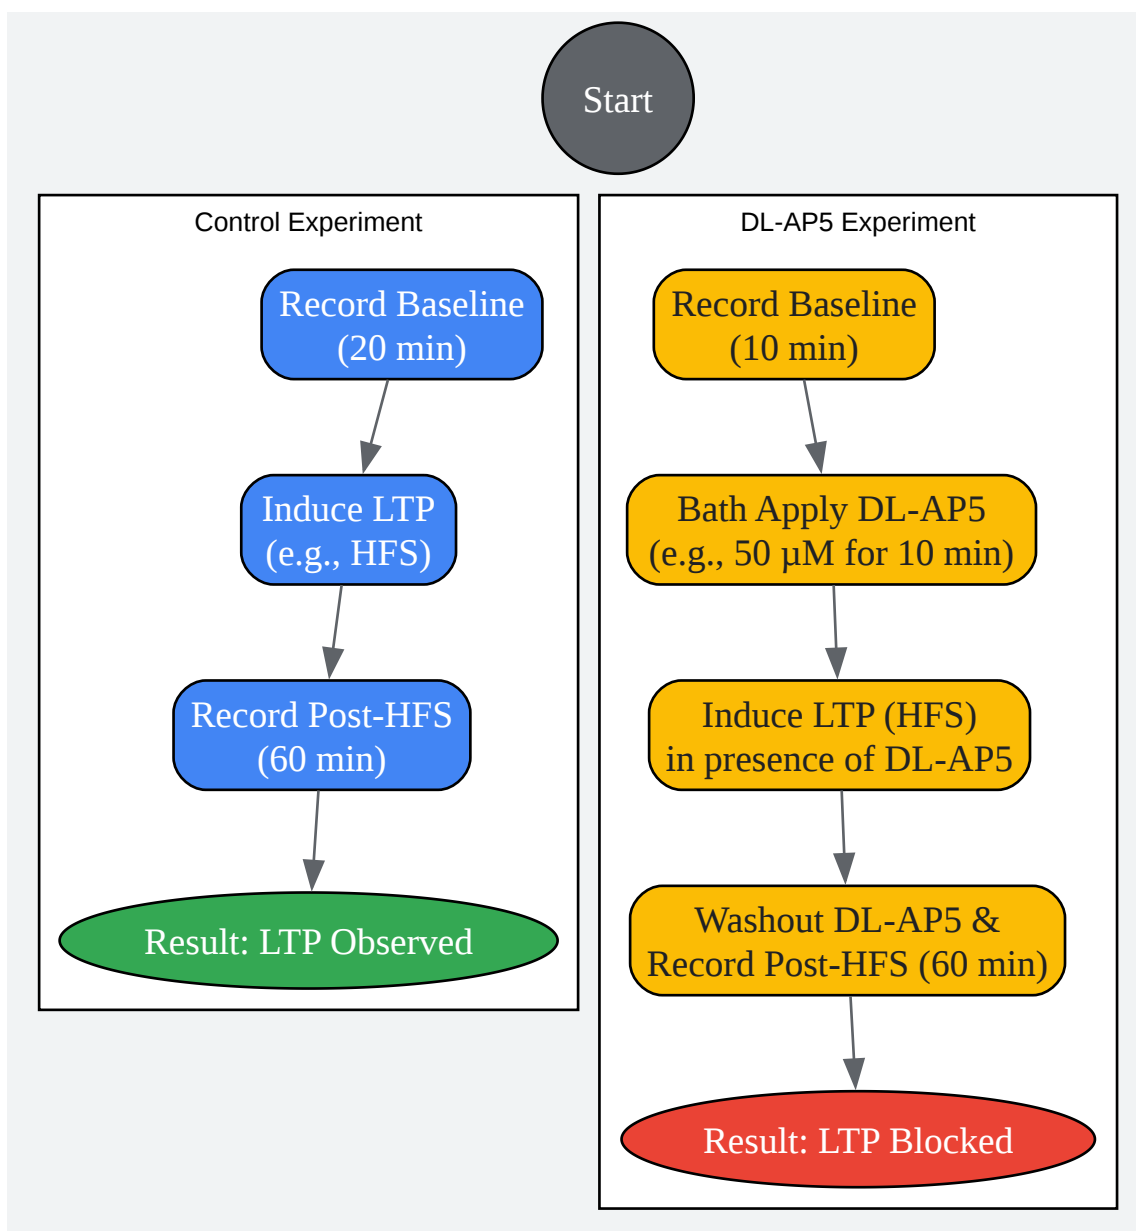 Start
Control Experiment
Record Baseline
(20 min)
Induce LTP
(e.g., HFS)
Record Post-HFS
(60 min)
Result: LTP Observed
DL-AP5 Experiment
Record Baseline
(10 min)
Bath Apply DL-AP5
(e.g., 50 µM for 10 min)
Induce LTP (HFS)
in presence of DL-AP5
Washout DL-AP5 &
Record Post-HFS (60 min)
Result: LTP Blocked